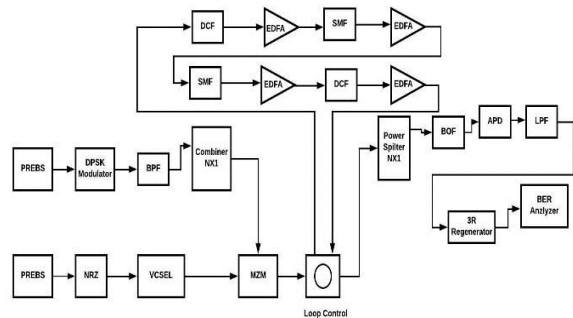 DCF
EDFA
SMF
EDFA
SMF
EDFA
DCF
EDFA
PREBS
DPSK
Modulator
BPF
Combiner
NX1
Power
Spilter
NX1
BOF
APD
LPF
3R
Regenerator
BER
Anzlyzer
PREBS
NRZ
VCSEL
MZM
Loop Control